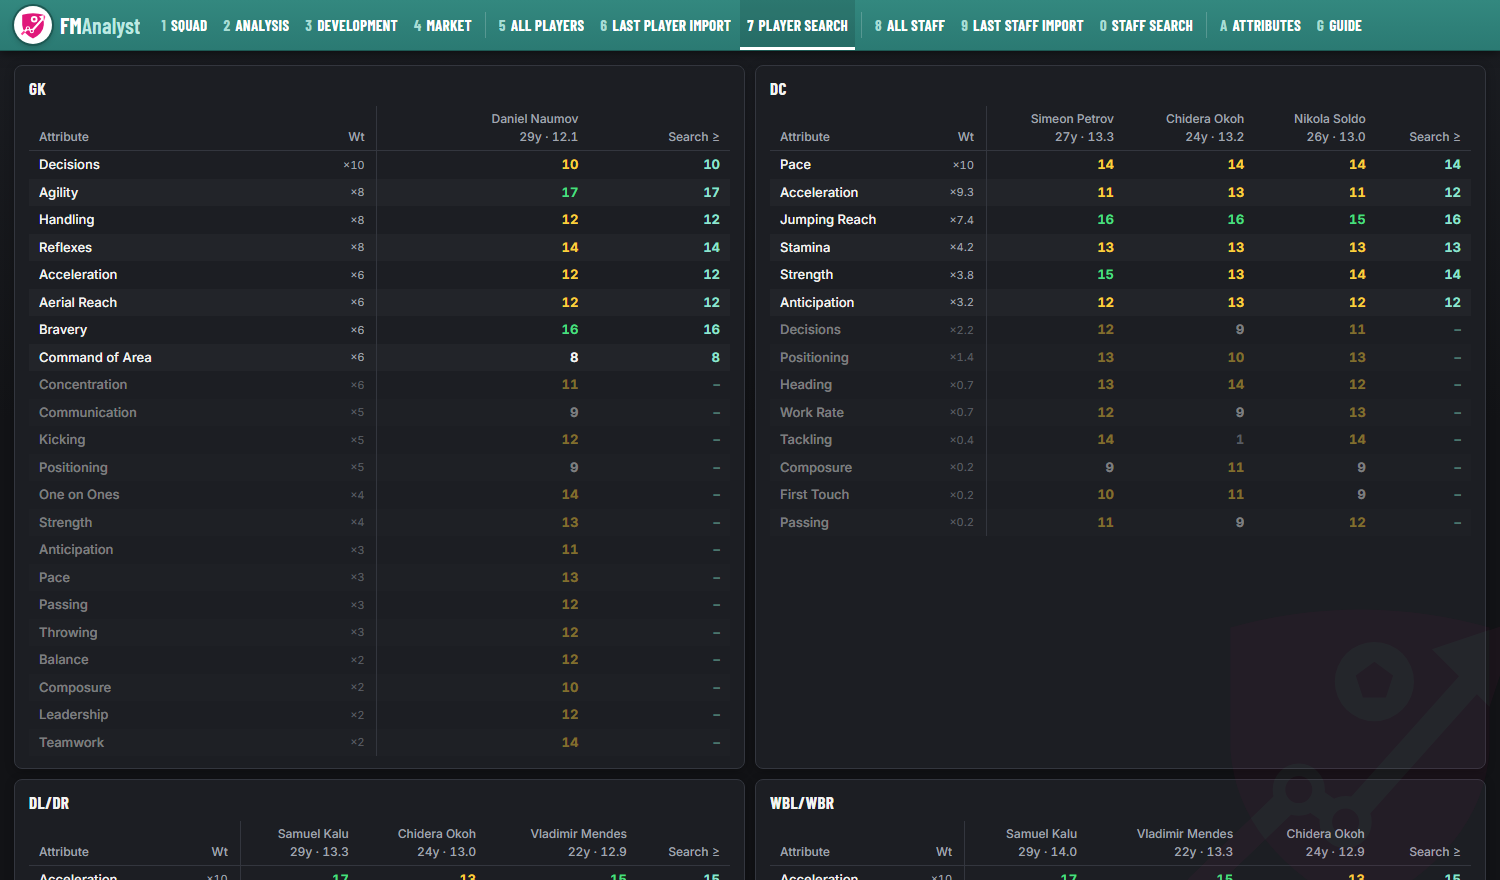 FMAnalyst 1 SQUAD 2 ANALYSIS 3 DEVELOPMENT 4 MARKET 5 ALL PLAYERS 6 LAST PLAYER IMPORT 7 PLAYER SEARCH 8 ALL STAFF 9 LAST STAFF IMPORT 0 STAFF SEARCH A ATTRIBUTES G GUIDE
GK
Daniel Naumov
Attribute Wt 29y · 12.1 Search ≥
Decisions ×10 10 10
Agility ×8 17 17
Handling ×8 12 12
Reflexes ×8 14 14
Acceleration ×6 12 12
Aerial Reach ×6 12 12
Bravery ×6 16 16
Command of Area ×6 8 8
Concentration ×6 11 –
Communication ×5 9 –
Kicking ×5 12 –
Positioning ×5 9 –
One on Ones ×4 14 –
Strength ×4 13 –
Anticipation ×3 11 –
Pace ×3 13 –
Passing ×3 12 –
Throwing ×3 12 –
Balance ×2 12 –
Composure ×2 10 –
Leadership ×2 12 –
Teamwork ×2 14 –
DC
Simeon Petrov Chidera Okoh Nikola Soldo
Attribute Wt 27y · 13.3 24y · 13.2 26y · 13.0 Search ≥
Pace ×10 14 14 14 14
Acceleration ×9.3 11 13 11 12
Jumping Reach ×7.4 16 16 15 16
Stamina ×4.2 13 13 13 13
Strength ×3.8 15 13 14 14
Anticipation ×3.2 12 13 12 12
Decisions ×2.2 12 9 11 –
Positioning ×1.4 13 10 13 –
Heading ×0.7 13 14 12 –
Work Rate ×0.7 12 9 13 –
Tackling ×0.4 14 1 14 –
Composure ×0.2 9 11 9 –
First Touch ×0.2 10 11 9 –
Passing ×0.2 11 9 12 –
DL/DR
Samuel Kalu Chidera Okoh Vladimir Mendes
Attribute Wt 29y · 13.3 24y · 13.0 22y · 12.9 Search ≥
Acceleration ×10 17 13 15 15
WBL/WBR
Samuel Kalu Vladimir Mendes Chidera Okoh
Attribute Wt 29y · 14.0 22y · 13.3 24y · 12.9 Search ≥
Acceleration ×10 17 15 13 15